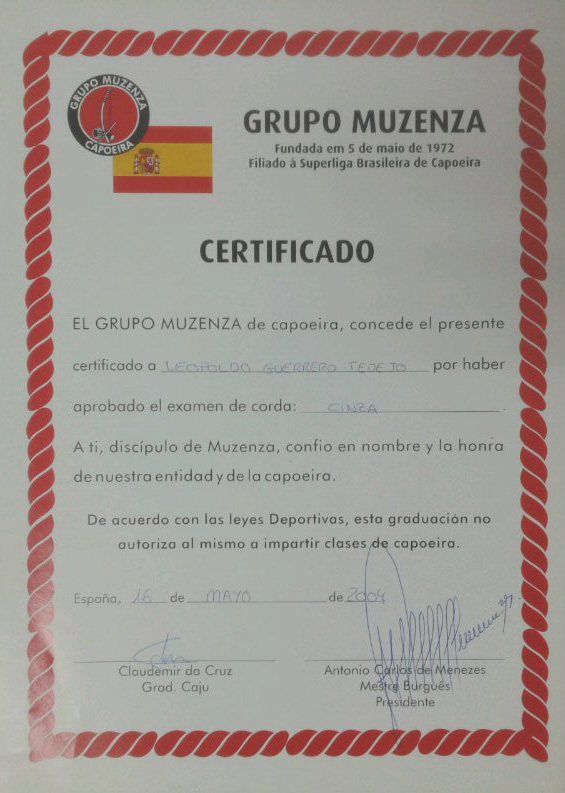 GRUPO MUZENZA
CAPOEIRA
GRUPO MUZENZA
Fundada em 5 de maio de 1972
Filiado à Superliga Brasileira de Capoeira
CERTIFICADO
EL GRUPO MUZENZA de capoeira, concede el presente
certificado a LEOPOLDO GUERRERO TEDEJO por haber
aprobado el examen de corda: CINZA.
A ti, discípulo de Muzenza, confio en nombre y la honra
de nuestra entidad y de la capoeira.
De acuerdo con las leyes Deportivas, esta graduación no
autoriza al mismo a impartir clases de capoeira.
España, 16 de MAYO de 2004
Claudemir da Cruz
Grad. Caju
Antonio Carlos de Menezes
Mestre Burguês
Presidente